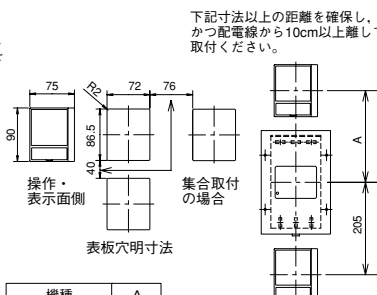 下記寸法以上の距離を確保し,
かつ配電線から10cm以上離して
取付ください。
75
R2
72
76
90
86.5
40
A
205
操作・
表示面側
集合取付
の場合
表板穴明寸法
機種
A